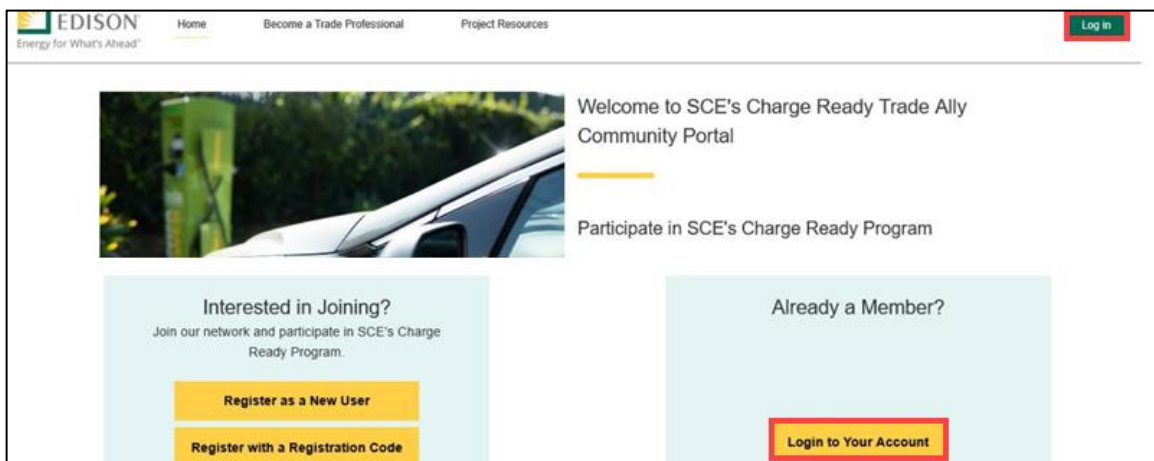 EDISON
Energy for What's Ahead
Home
Become a Trade Professional
Project Resources
Log in
Welcome to SCE's Charge Ready Trade Ally
Community Portal
Participate in SCE's Charge Ready Program
Interested in Joining?
Join our network and participate in SCE's Charge
Ready Program.
Register as a New User
Register with a Registration Code
Already a Member?
Login to Your Account